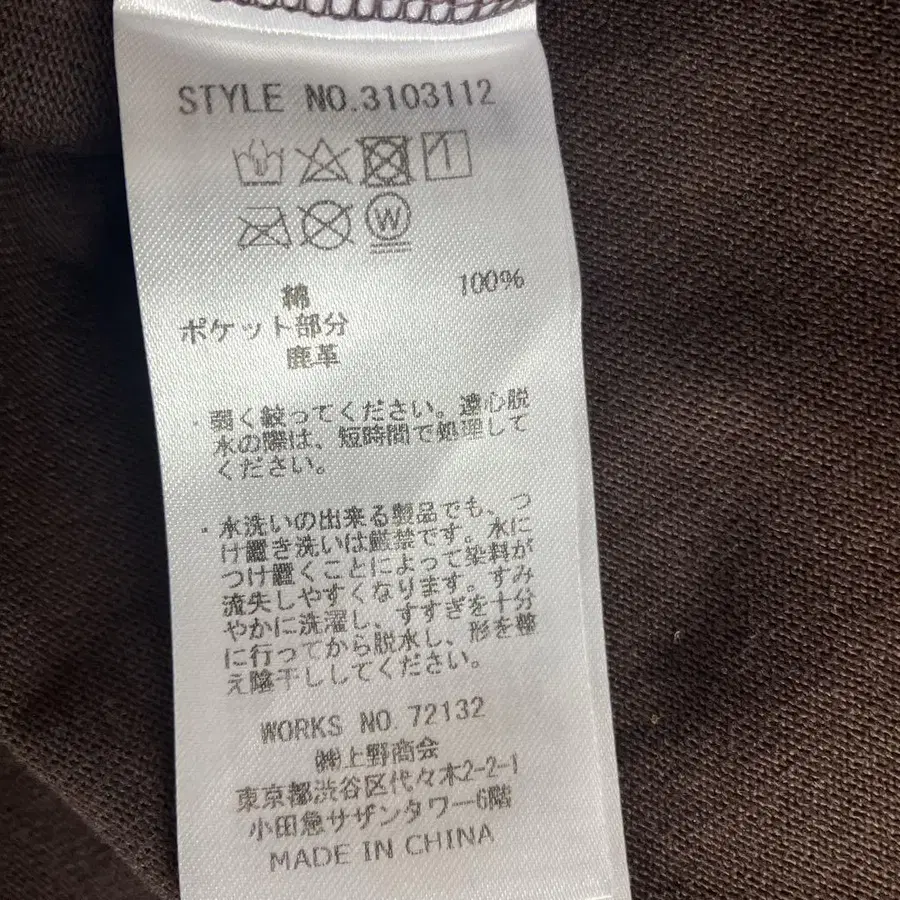 STYLE NO.3103112
W
綿 100%
ポケット部分
鹿革
・弱く絞ってください。遠心脱
水の際は、短時間で処理して
ください。
・水洗いの出来る製品でも、つ
け置き洗いは厳禁です。水に
つけ置くことによって染料が
流失しやすくなります。すみ
やかに洗濯し、すすぎを十分
に行ってから脱水し、形を整
え陰干ししてください。
WORKS NO.72132
㈱上野商会
東京都渋谷区代々木2-2-1
小田急サザンタワー6階
MADE IN CHINA